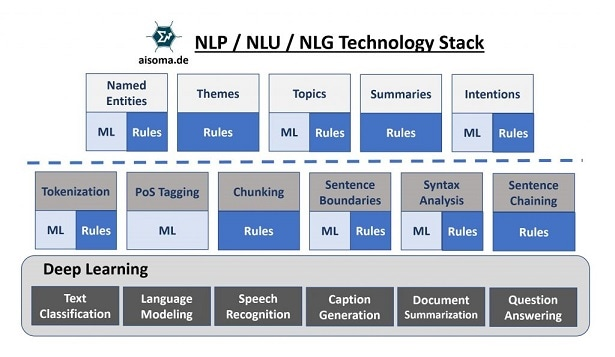 NLP / NLU / NLG Technology Stack
aisoma.de
Named
Entities
ML
Rules
Themes
Rules
Topics
ML
Rules
Summaries
Rules
Intentions
ML
Rules
Tokenization
ML
Rules
PoS Tagging
ML
Chunking
Rules
Sentence
Boundaries
ML
Rules
Syntax
Analysis
ML
Rules
Sentence
Chaining
Rules
Deep Learning
Text
Classification
Language
Modeling
Speech
Recognition
Caption
Generation
Document
Summarization
Question
Answering